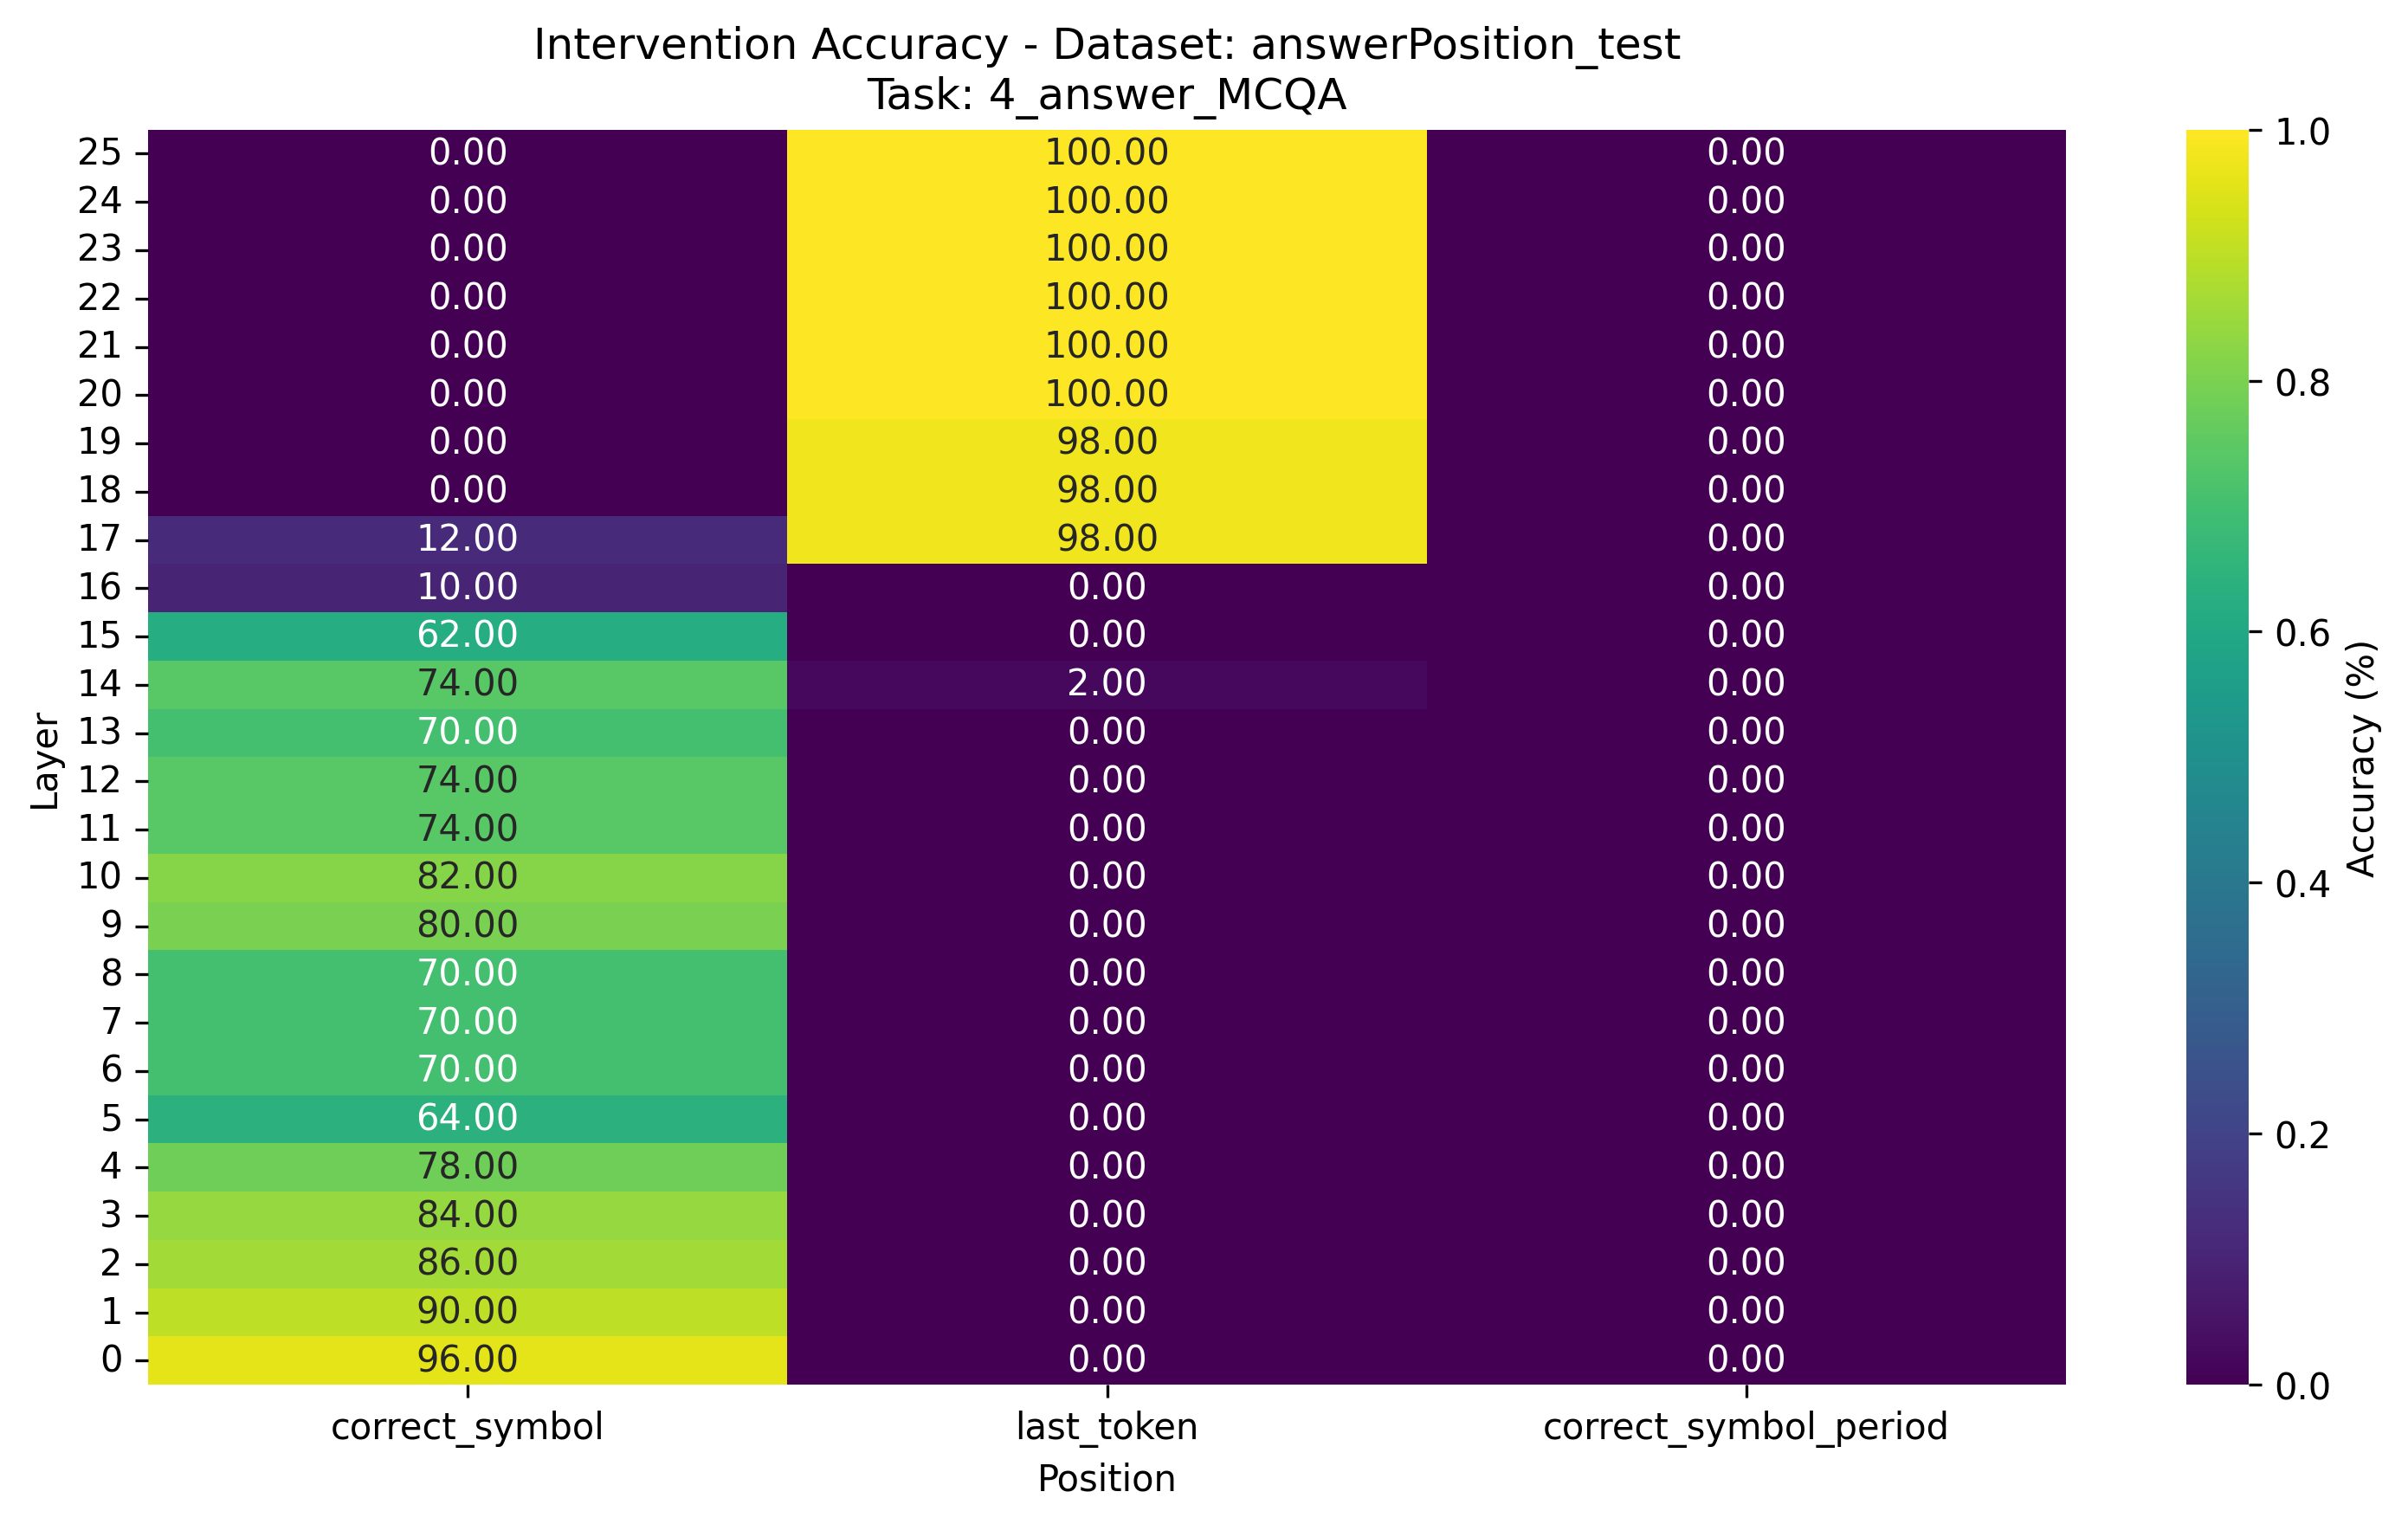 Intervention Accuracy - Dataset: answerPosition_test
Task: 4_answer_MCQA
25 0.00 100.00 0.00
24 0.00 100.00 0.00
23 0.00 100.00 0.00
22 0.00 100.00 0.00
21 0.00 100.00 0.00
20 0.00 100.00 0.00
19 0.00 98.00 0.00
18 0.00 98.00 0.00
17 12.00 98.00 0.00
16 10.00 0.00 0.00
15 62.00 0.00 0.00
14 74.00 2.00 0.00
13 70.00 0.00 0.00
12 74.00 0.00 0.00
11 74.00 0.00 0.00
10 82.00 0.00 0.00
9 80.00 0.00 0.00
8 70.00 0.00 0.00
7 70.00 0.00 0.00
6 70.00 0.00 0.00
5 64.00 0.00 0.00
4 78.00 0.00 0.00
3 84.00 0.00 0.00
2 86.00 0.00 0.00
1 90.00 0.00 0.00
0 96.00 0.00 0.00
Layer
correct_symbol last_token correct_symbol_period
Position
1.0
0.8
0.6
0.4
0.2
0.0
Accuracy (%)